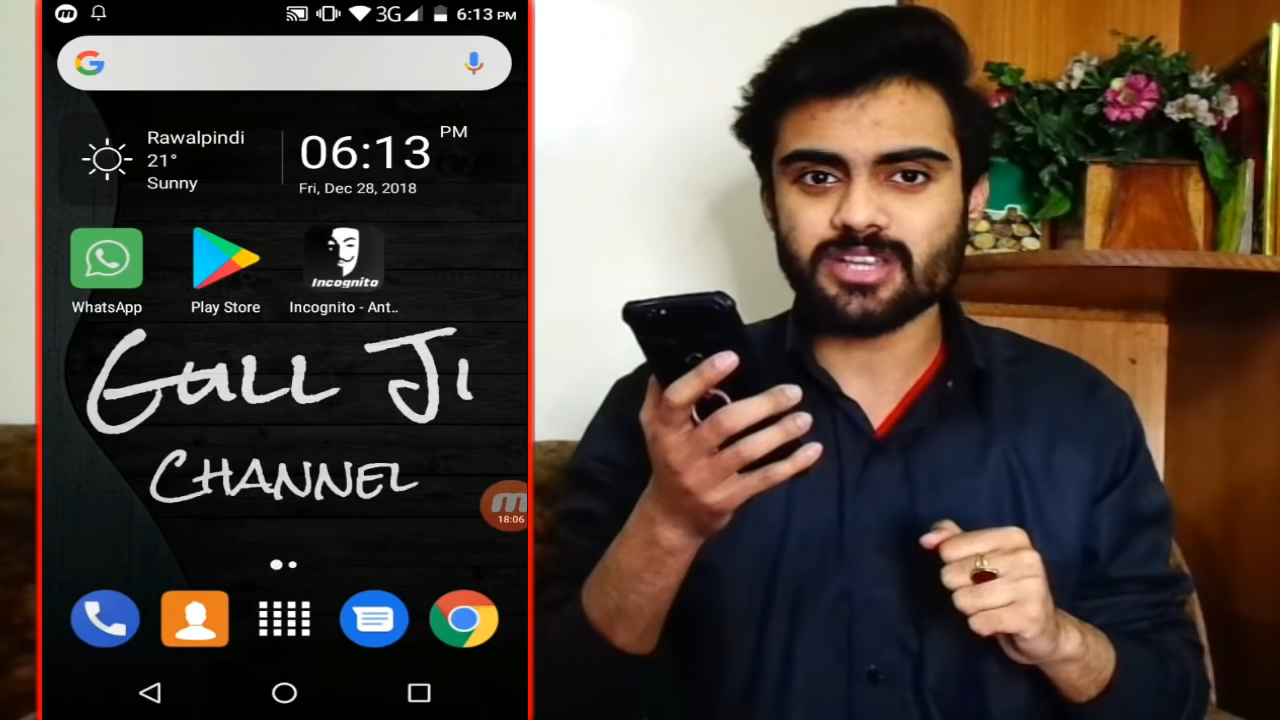 3G 6:13 PM
Rawalpindi
21°
Sunny
06:13 PM
Fri, Dec 28, 2018
Incognito
WhatsApp
Play Store
Incognito - Ant..
Gull Ji
Channel
18:06